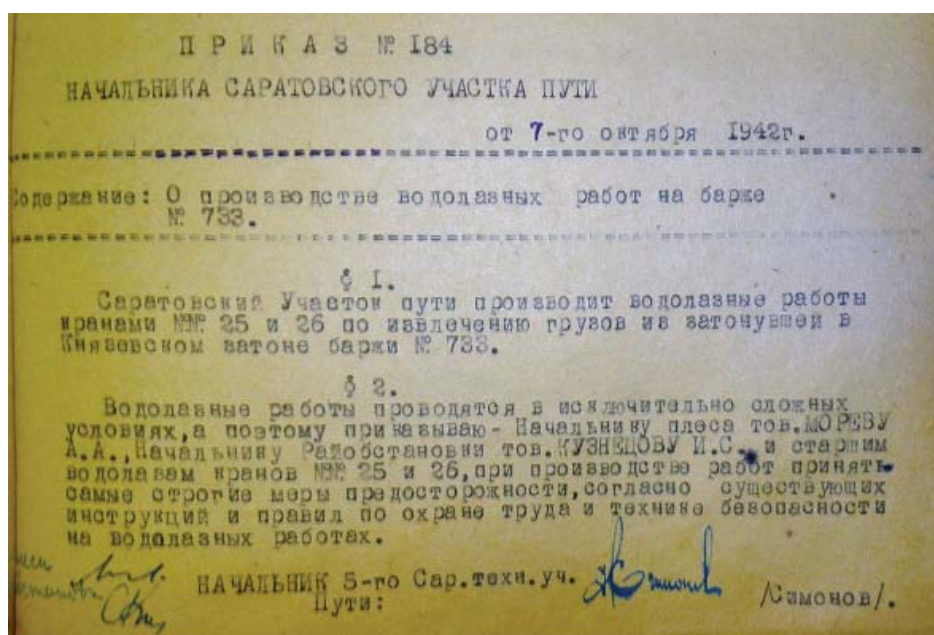 П Р И К А З № 184
НАЧАЛЬНИКА САРАТОВСКОГО УЧАСТКА ПУТИ
от 7-го октября 1942г.
Содержание: О производстве водолазных работ на барже
№ 733.
§ I.
Саратовский Участок пути производит водолазные работы
кранами №№ 25 и 26 по извлечению грузов из затонувшей в
Князевском затоне баржи № 733.
§ 2.
Водолазные работы проводятся в исключительно сложных
условиях,а поэтому приказываю- Начальнику плеса тов.МОРЕВУ
А.А.,Начальнику Райобстановки тов.КУЗНЕЦОВУ И.С. и старшим
водолазам кранов №№ 25 и 26,при производстве работ принять
самые строгие меры предосторожности,согласно существующих
инструкций и правил по охране труда и технике безопасности
на водолазных работах.
НАЧАЛЬНИК 5-го Сар.техн.уч.
Пути:
/Симонов/.